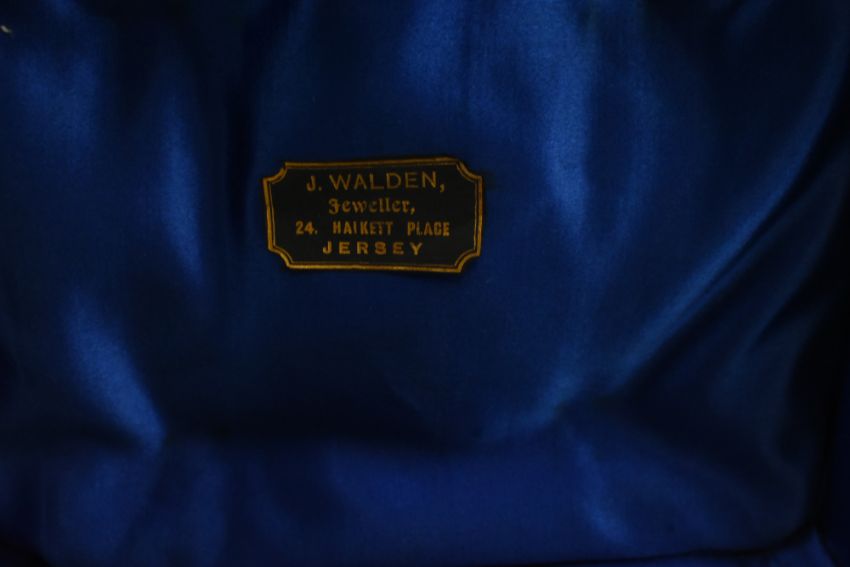 J. WALDEN,
Jeweller,
24. HALKETT PLACE
JERSEY